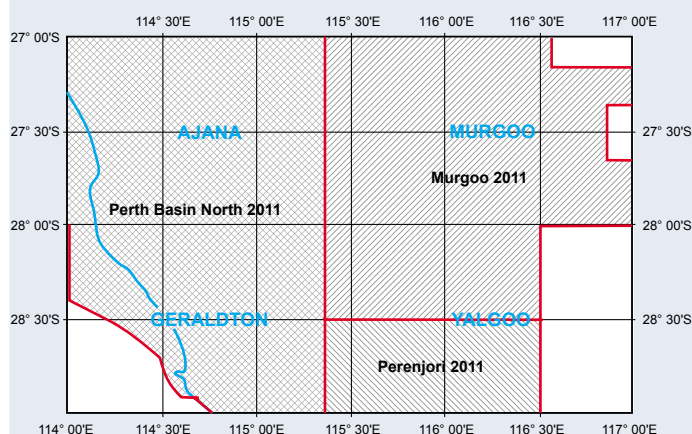 114° 30'E 115° 00'E 115° 30'E 116° 00'E 116° 30'E 117° 00'E
27° 00'S
AJANA MURGOO
27° 30'S 27° 30'S
Murgoo 2011
Perth Basin North 2011
28° 00'S 28° 00'S
GERALDTON YALGOO
28° 30'S 28° 30'S
Perenjori 2011
114° 00'E 114° 30'E 115° 00'E 115° 30'E 116° 00'E 116° 30'E 117° 00'E